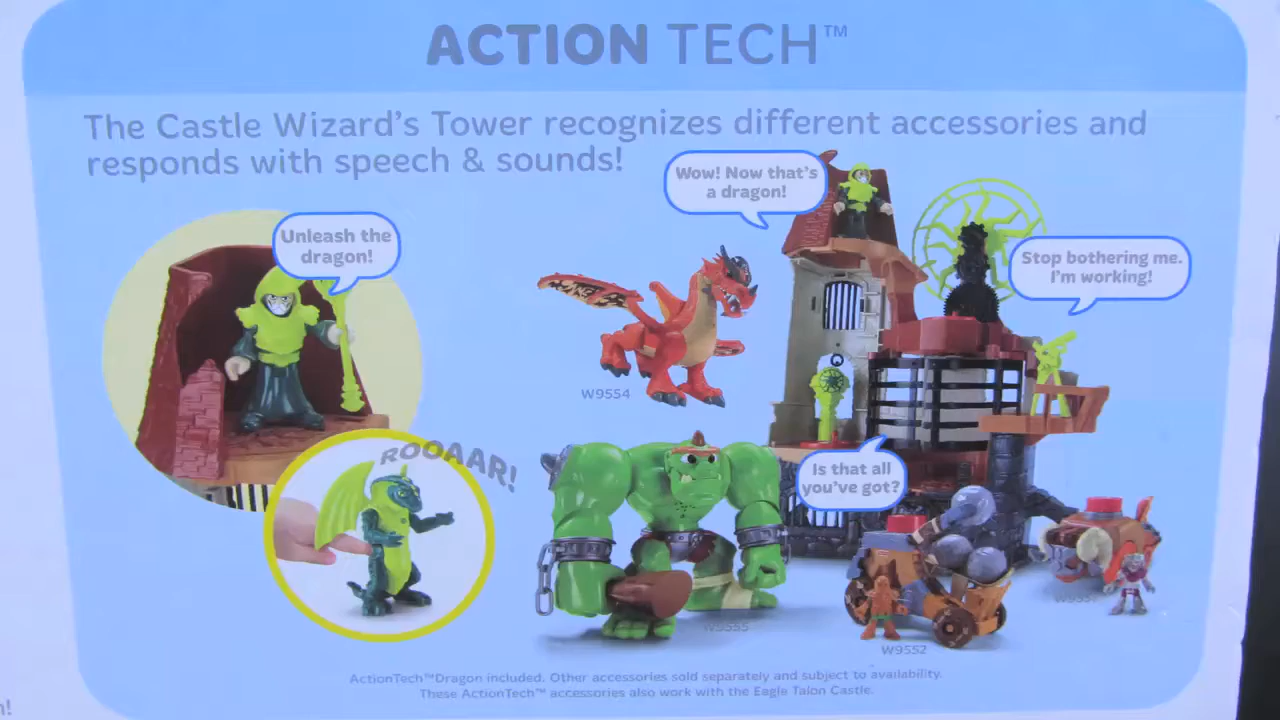 ACTION TECH™
The Castle Wizard's Tower recognizes different accessories and
responds with speech & sounds!
Wow! Now that's
a dragon!
Unleash the
dragon!
Stop bothering me.
I'm working!
W9554
ROOAAR!
Is that all
you've got?
W9555
W9552
ActionTech™Dragon included. Other accessories sold separately and subject to availability.
These ActionTech™ accessories also work with the Eagle Talon Castle.